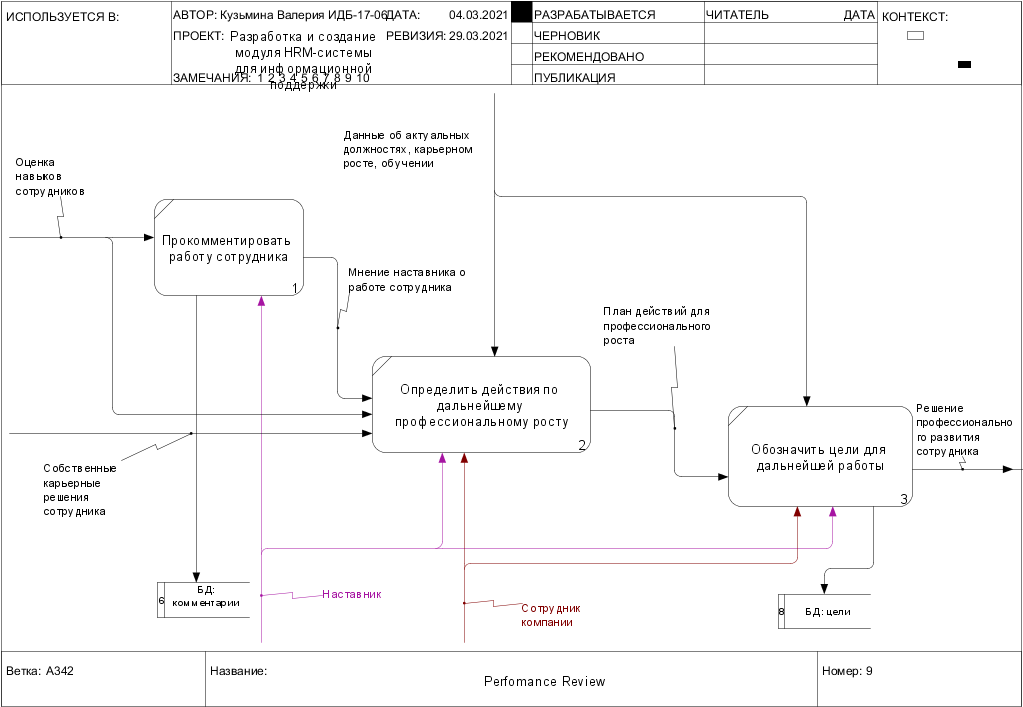 ИСПОЛЬЗУЕТСЯ В:
АВТОР: Кузьмина Валерия ИДБ-17-06
ДАТА: 04.03.2021
РАЗРАБАТЫВАЕТСЯ
ЧИТАТЕЛЬ
ДАТА
КОНТЕКСТ:
ПРОЕКТ: Разработка и создание
модуля HRM-системы
для информационной
поддержки
РЕВИЗИЯ: 29.03.2021
ЧЕРНОВИК
РЕКОМЕНДОВАНО
ЗАМЕЧАНИЯ: 1 2 3 4 5 6 7 8 9 10
ПУБЛИКАЦИЯ
Данные об актуальных
должностях, карьерном
росте, обучении
Оценка
навыков
сотрудников
Прокомментировать
работу сотрудника
1
Мнение наставника о
работе сотрудника
План действий для
профессионального
роста
Определить действия по
дальнейшему
профессиональному росту
2
Решение
профессионально
го развития
сотрудника
Обозначить цели для
дальнейшей работы
3
Собственные
карьерные
решения
сотрудника
6
БД:
комментарии
Наставник
Сотрудник
компании
8
БД: цели
Ветка: A342
Название:
Perfomance Review
Номер: 9